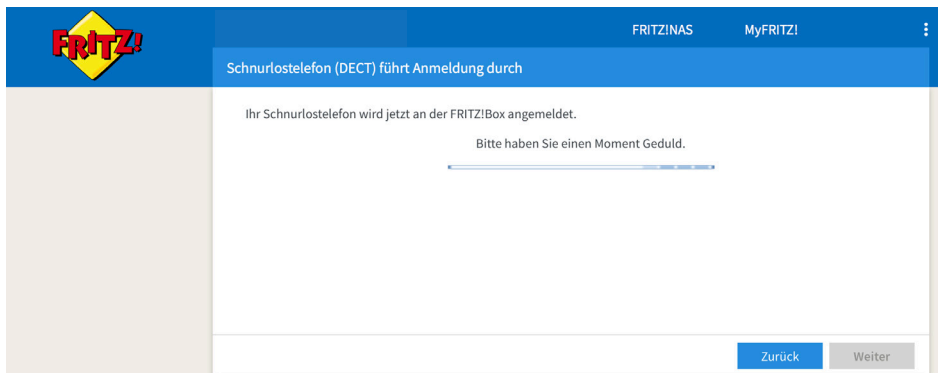 FRITZ!
FRITZ!NAS MyFRITZ!
Schnurlostelefon (DECT) führt Anmeldung durch
Ihr Schnurlostelefon wird jetzt an der FRITZ!Box angemeldet.
Bitte haben Sie einen Moment Geduld.
Zurück Weiter